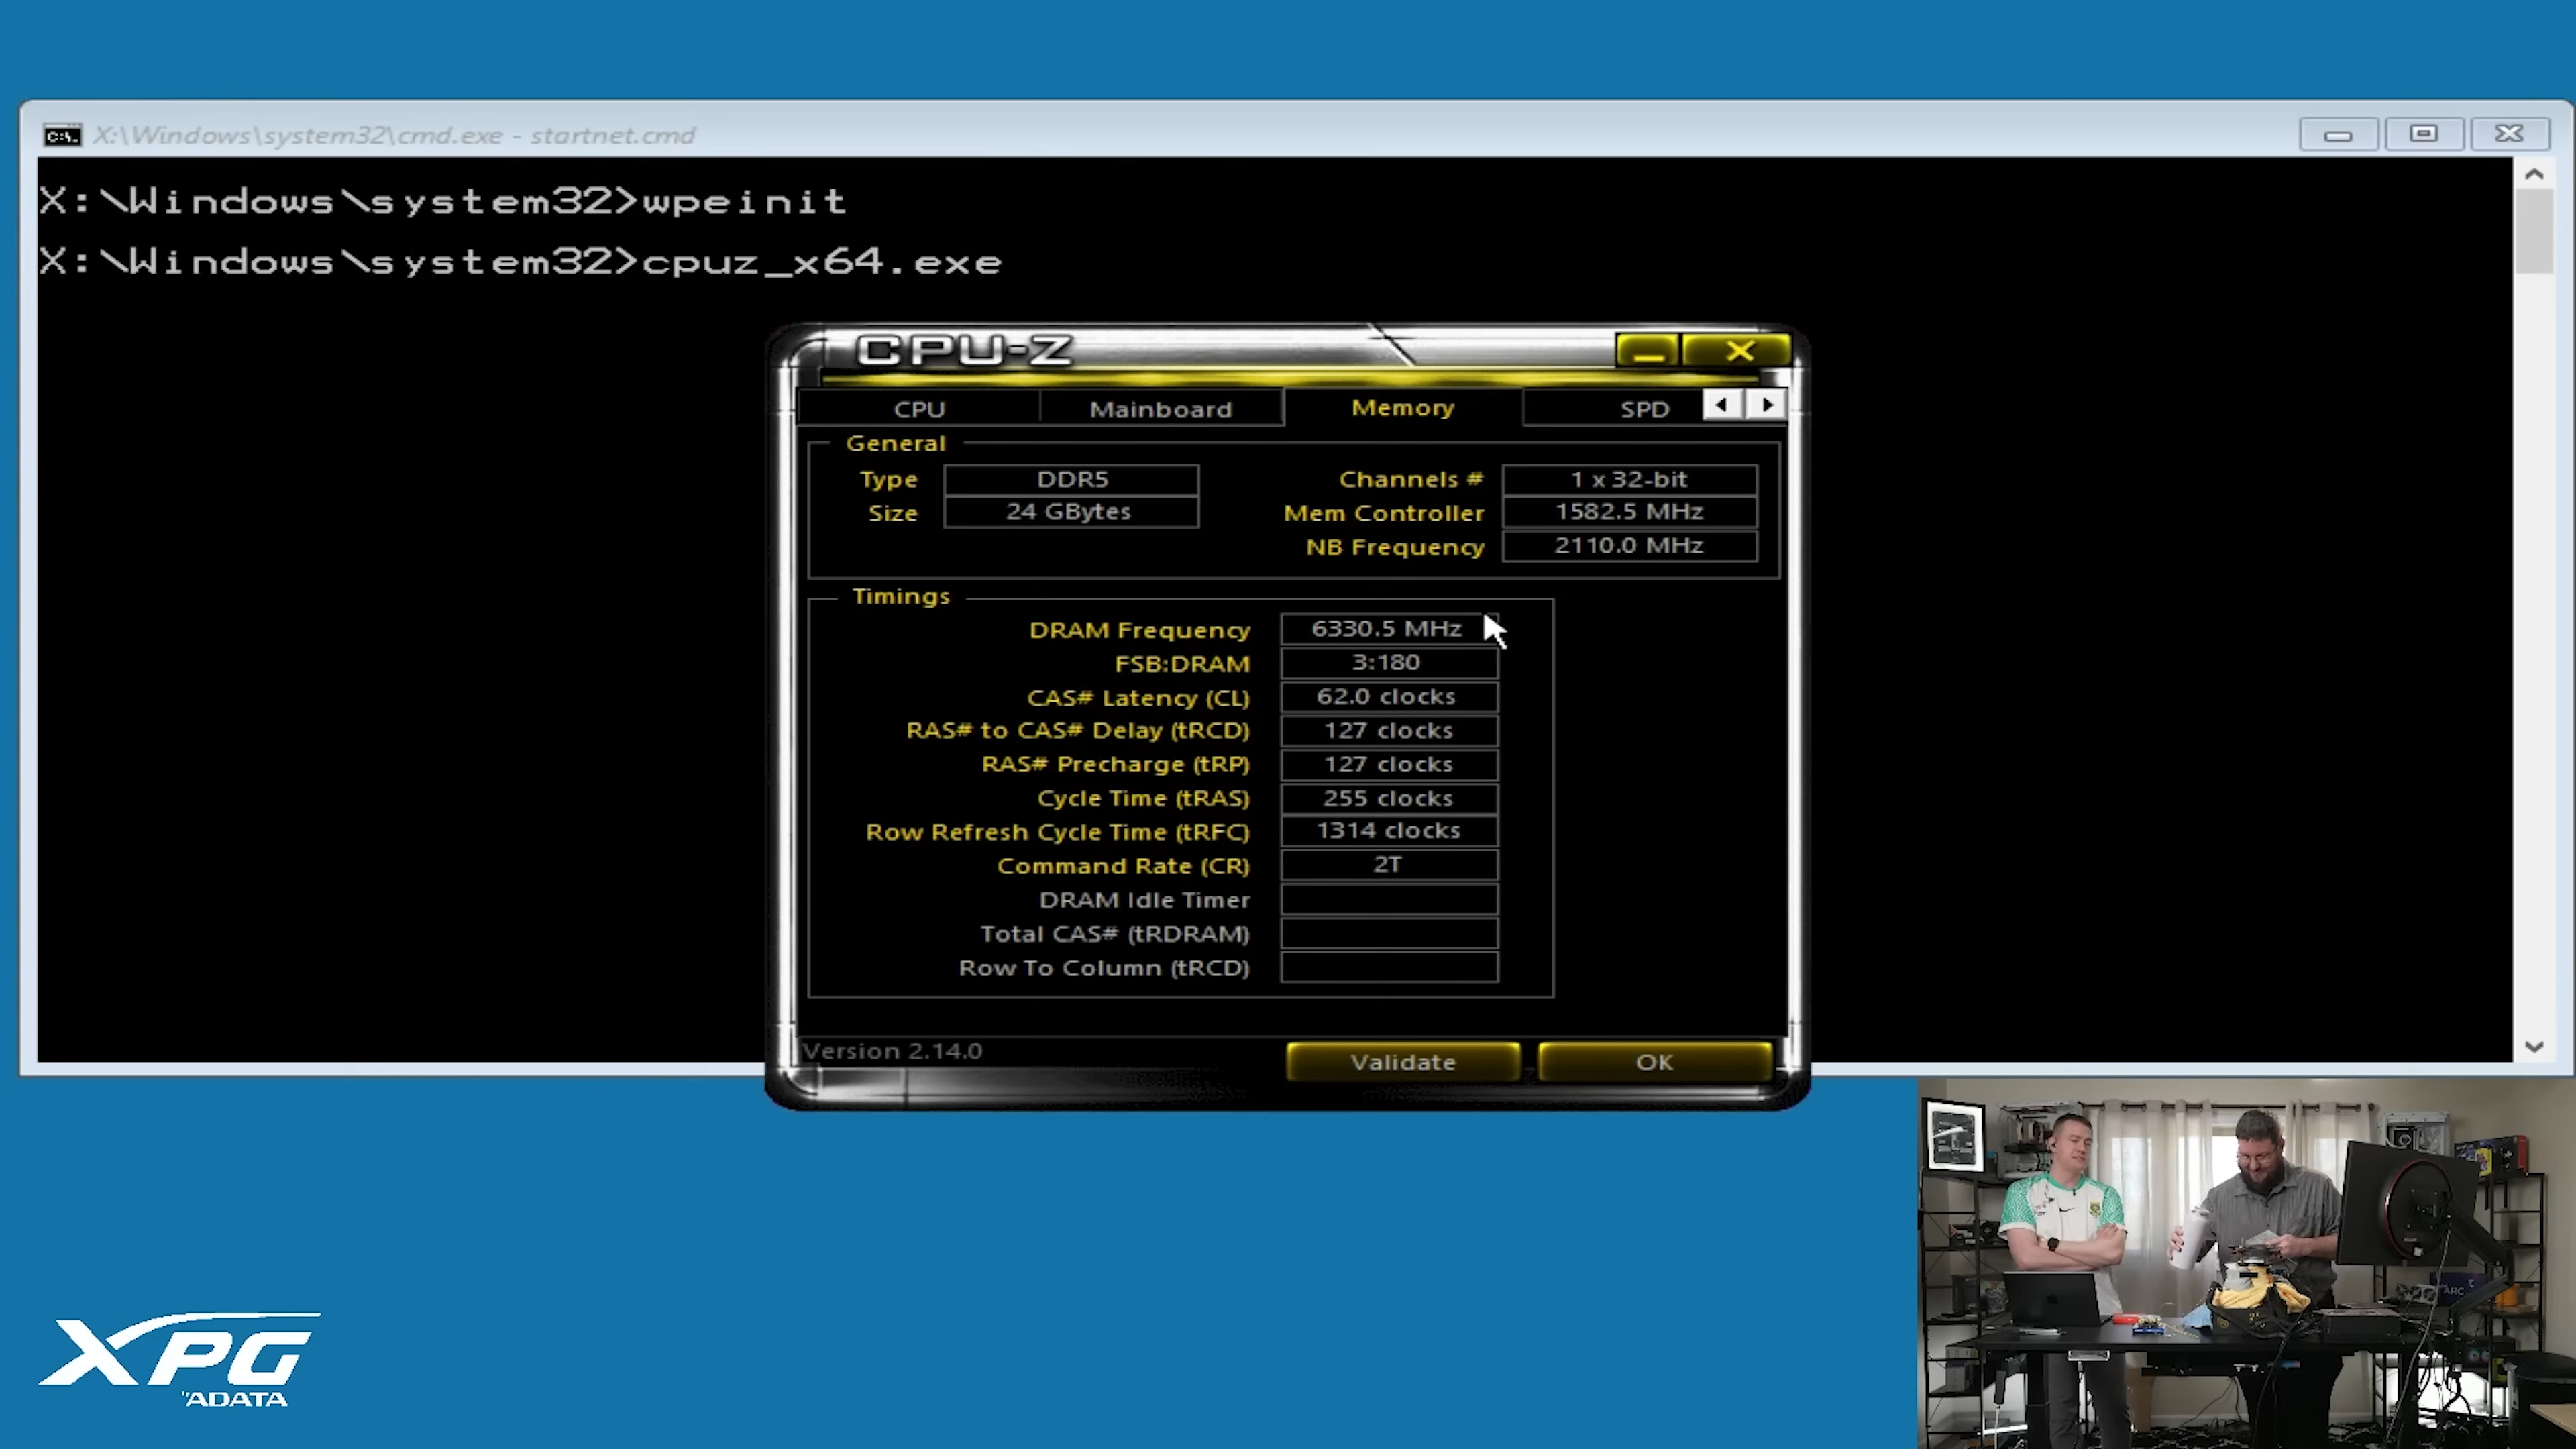 X:\Windows\system32\cmd.exe - startnet.cmd
X:\Windows\system32>wpeinit
X:\Windows\system32>cpuz_x64.exe
CPU-Z
CPU Mainboard Memory SPD
General
Type DDR5 Channels # 1 x 32-bit
Size 24 GBytes Mem Controller 1582.5 MHz
NB Frequency 2110.0 MHz
Timings
DRAM Frequency 6330.5 MHz
FSB:DRAM 3:180
CAS# Latency (CL) 62.0 clocks
RAS# to CAS# Delay (tRCD) 127 clocks
RAS# Precharge (tRP) 127 clocks
Cycle Time (tRAS) 255 clocks
Row Refresh Cycle Time (tRFC) 1314 clocks
Command Rate (CR) 2T
DRAM Idle Timer
Total CAS# (tRDRAM)
Row To Column (tRCD)
Version 2.14.0 Validate OK
XPG
ADATA
ARC